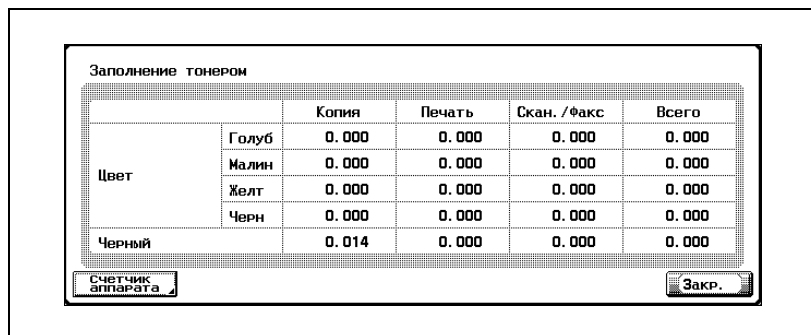 Заполнение тонером
Копия Печать Скан./Факс Всего
Цвет
Голуб 0.000 0.000 0.000 0.000
Малин 0.000 0.000 0.000 0.000
Желт 0.000 0.000 0.000 0.000
Черн 0.000 0.000 0.000 0.000
Черный 0.014 0.000 0.000 0.000
Счетчик
аппарата
Закр.